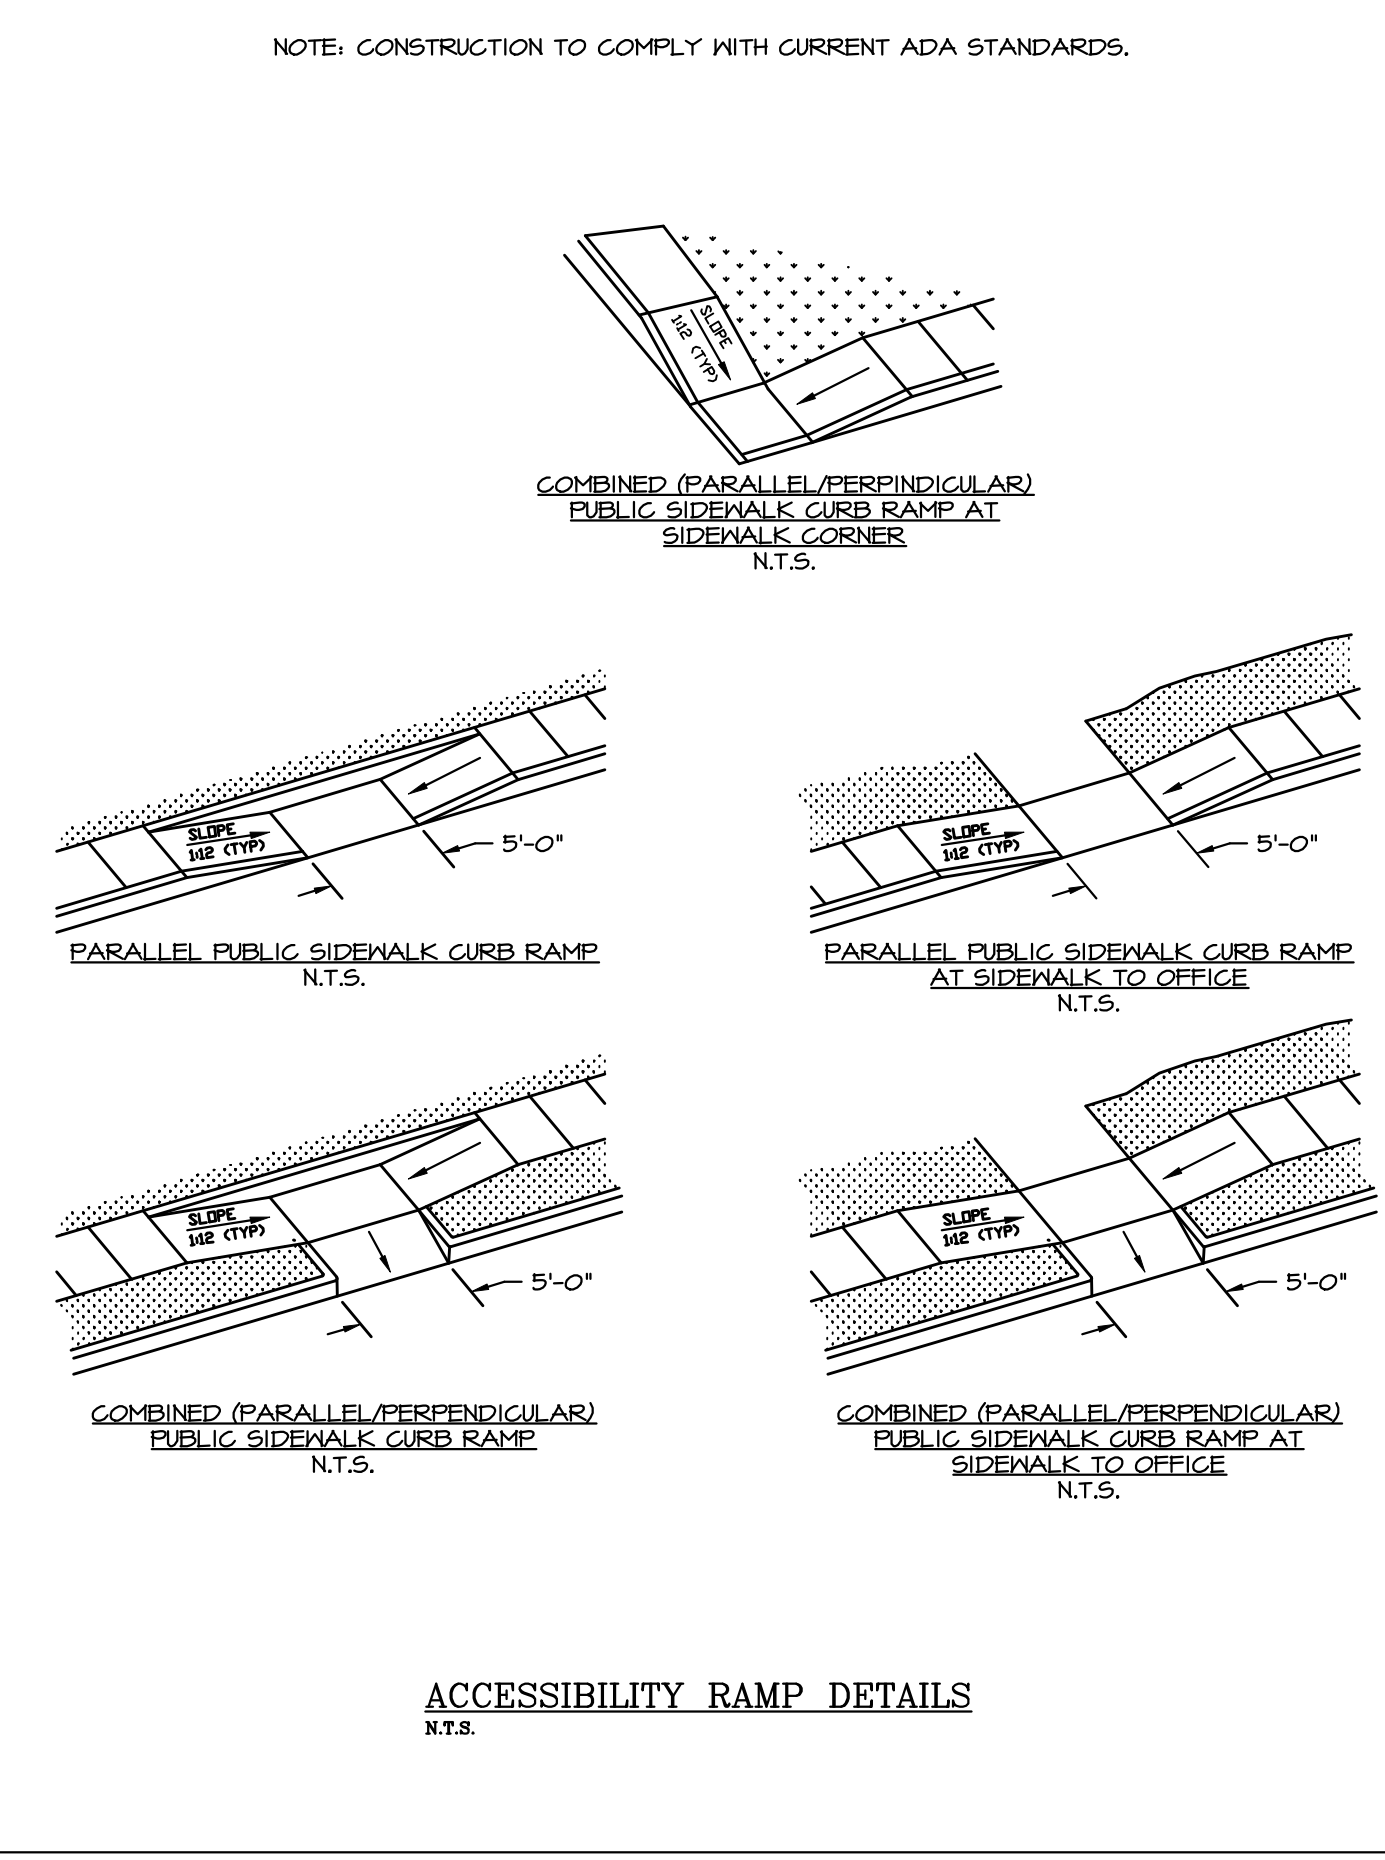 NOTE: CONSTRUCTION TO COMPLY WITH CURRENT ADA STANDARDS.
SLOPE
1:12 (TYP)
COMBINED (PARALLEL/PERPINDICULAR)
PUBLIC SIDEWALK CURB RAMP AT
SIDEWALK CORNER
N.T.S.
SLOPE
1:12 (TYP)
5'-0"
PARALLEL PUBLIC SIDEWALK CURB RAMP
N.T.S.
SLOPE
1:12 (TYP)
5'-0"
PARALLEL PUBLIC SIDEWALK CURB RAMP
AT SIDEWALK TO OFFICE
N.T.S.
SLOPE
1:12 (TYP)
5'-0"
COMBINED (PARALLEL/PERPENDICULAR)
PUBLIC SIDEWALK CURB RAMP
N.T.S.
SLOPE
1:12 (TYP)
5'-0"
COMBINED (PARALLEL/PERPENDICULAR)
PUBLIC SIDEWALK CURB RAMP AT
SIDEWALK TO OFFICE
N.T.S.
ACCESSIBILITY RAMP DETAILS
N.T.S.